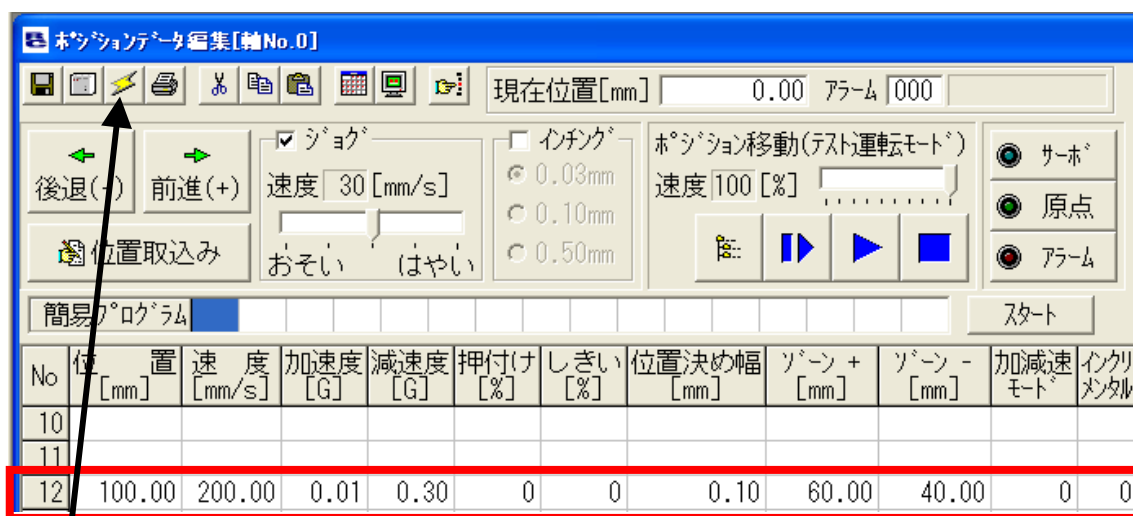 ﾎﾟｼﾞｼｮﾝﾃﾞｰﾀ編集[軸No.0]
現在位置[mm] 0.00 ｱﾗｰﾑ 000
後退(-) 前進(+)
位置取込み
ｼﾞｮｸﾞ
速度 30 [mm/s]
おそい はやい
ｲﾝﾁﾝｸﾞ
0.03mm
0.10mm
0.50mm
ﾎﾟｼﾞｼｮﾝ移動(ﾃｽﾄ運転ﾓｰﾄﾞ)
速度 100 [%]
ｻｰﾎﾞ
原点
ｱﾗｰﾑ
簡易ﾌﾟﾛｸﾞﾗﾑ ｽﾀｰﾄ
No 位置[mm] 速度[mm/s] 加速度[G] 減速度[G] 押付け[%] しきい[%] 位置決め幅[mm] ｿﾞｰﾝ+[mm] ｿﾞｰﾝ-[mm] 加減速ﾓｰﾄﾞ ｲﾝｸﾘﾒﾝﾀﾙ
10
11
12 100.00 200.00 0.01 0.30 0 0 0.10 60.00 40.00 0 0